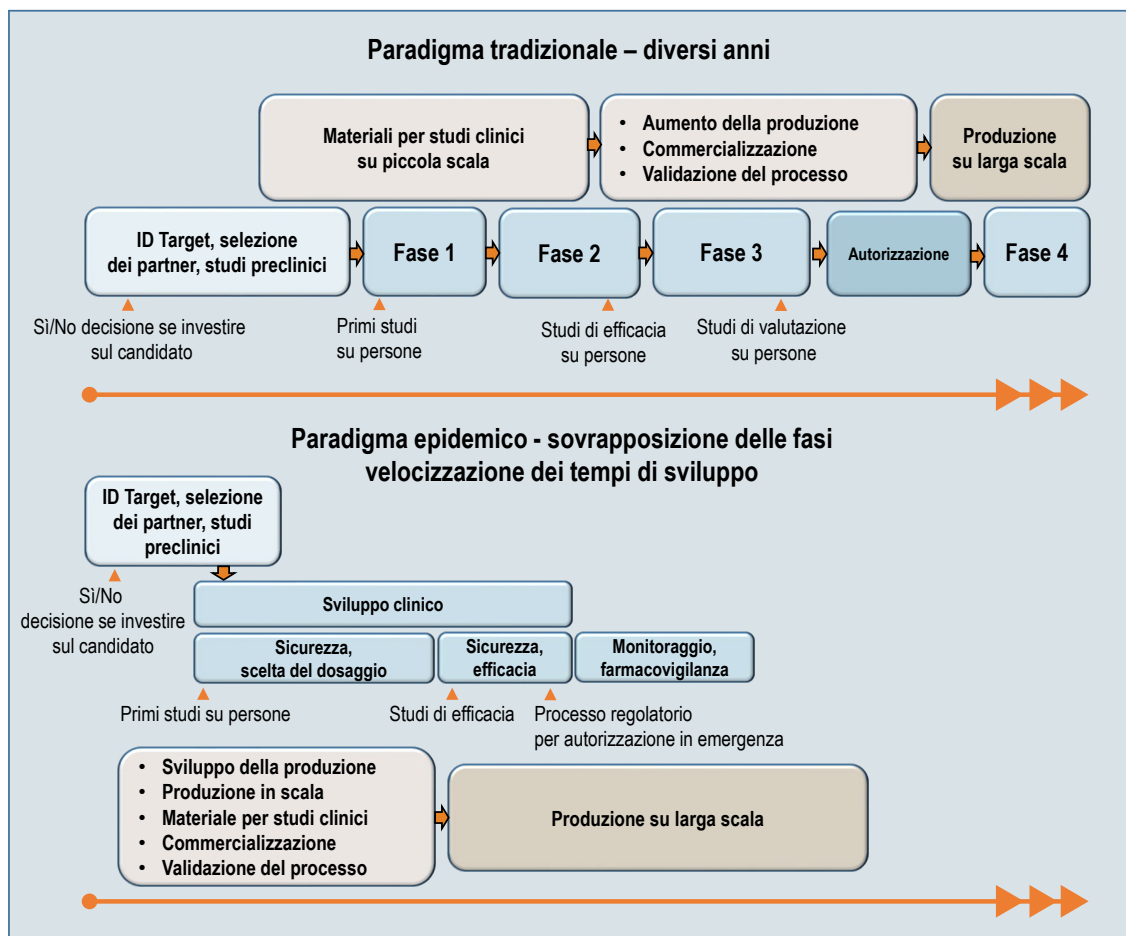 Paradigma tradizionale – diversi anni
Materiali per studi clinici
su piccola scala
• Aumento della produzione
• Commercializzazione
• Validazione del processo
Produzione
su larga scala
ID Target, selezione
dei partner, studi preclinici
Fase 1
Fase 2
Fase 3
Autorizzazione
Fase 4
Sì/No decisione se investire
sul candidato
Primi studi
su persone
Studi di efficacia
su persone
Studi di valutazione
su persone
Paradigma epidemico - sovrapposizione delle fasi
velocizzazione dei tempi di sviluppo
ID Target, selezione
dei partner, studi
preclinici
Sì/No
decisione se investire
sul candidato
Sviluppo clinico
Sicurezza,
scelta del dosaggio
Sicurezza,
efficacia
Monitoraggio,
farmacovigilanza
Primi studi su persone
Studi di efficacia
Processo regolatorio
per autorizzazione in emergenza
• Sviluppo della produzione
• Produzione in scala
• Materiale per studi clinici
• Commercializzazione
• Validazione del processo
Produzione su larga scala